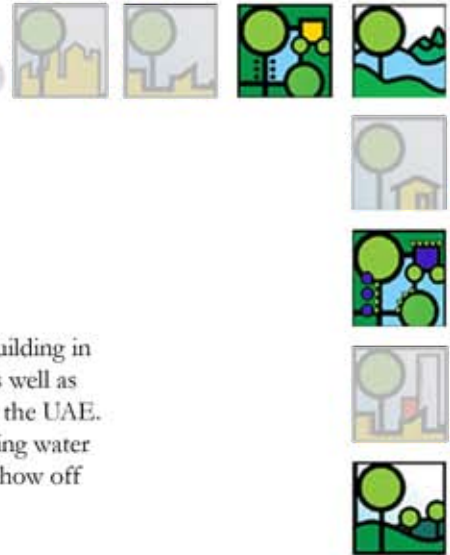 uilding in
s well as
the UAE.
ing water
how off